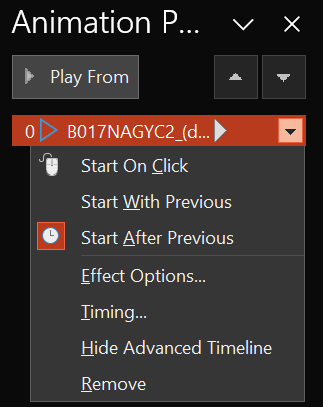 Animation P...
Play From
0 B017NAGYC2_(d...
Start On Click
Start With Previous
Start After Previous
Effect Options...
Timing...
Hide Advanced Timeline
Remove